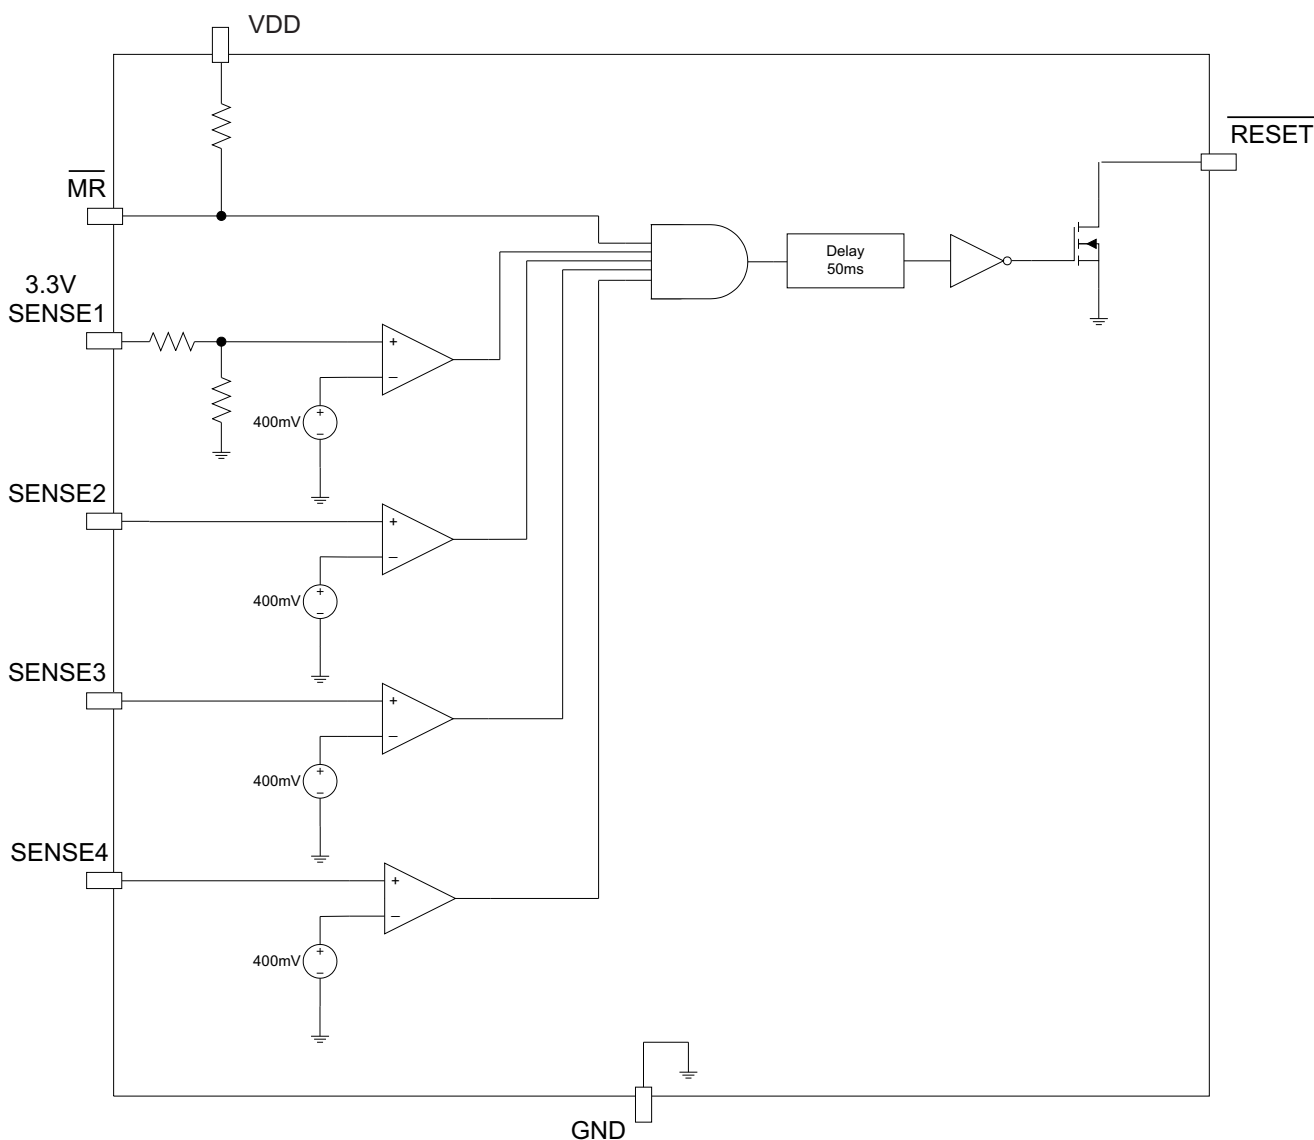 VDD
RESET
MR
Delay
50ms
3.3V
SENSE1
+
−
400mV
+
−
SENSE2
+
−
400mV
+
−
SENSE3
+
−
400mV
+
−
SENSE4
+
−
400mV
+
−
GND